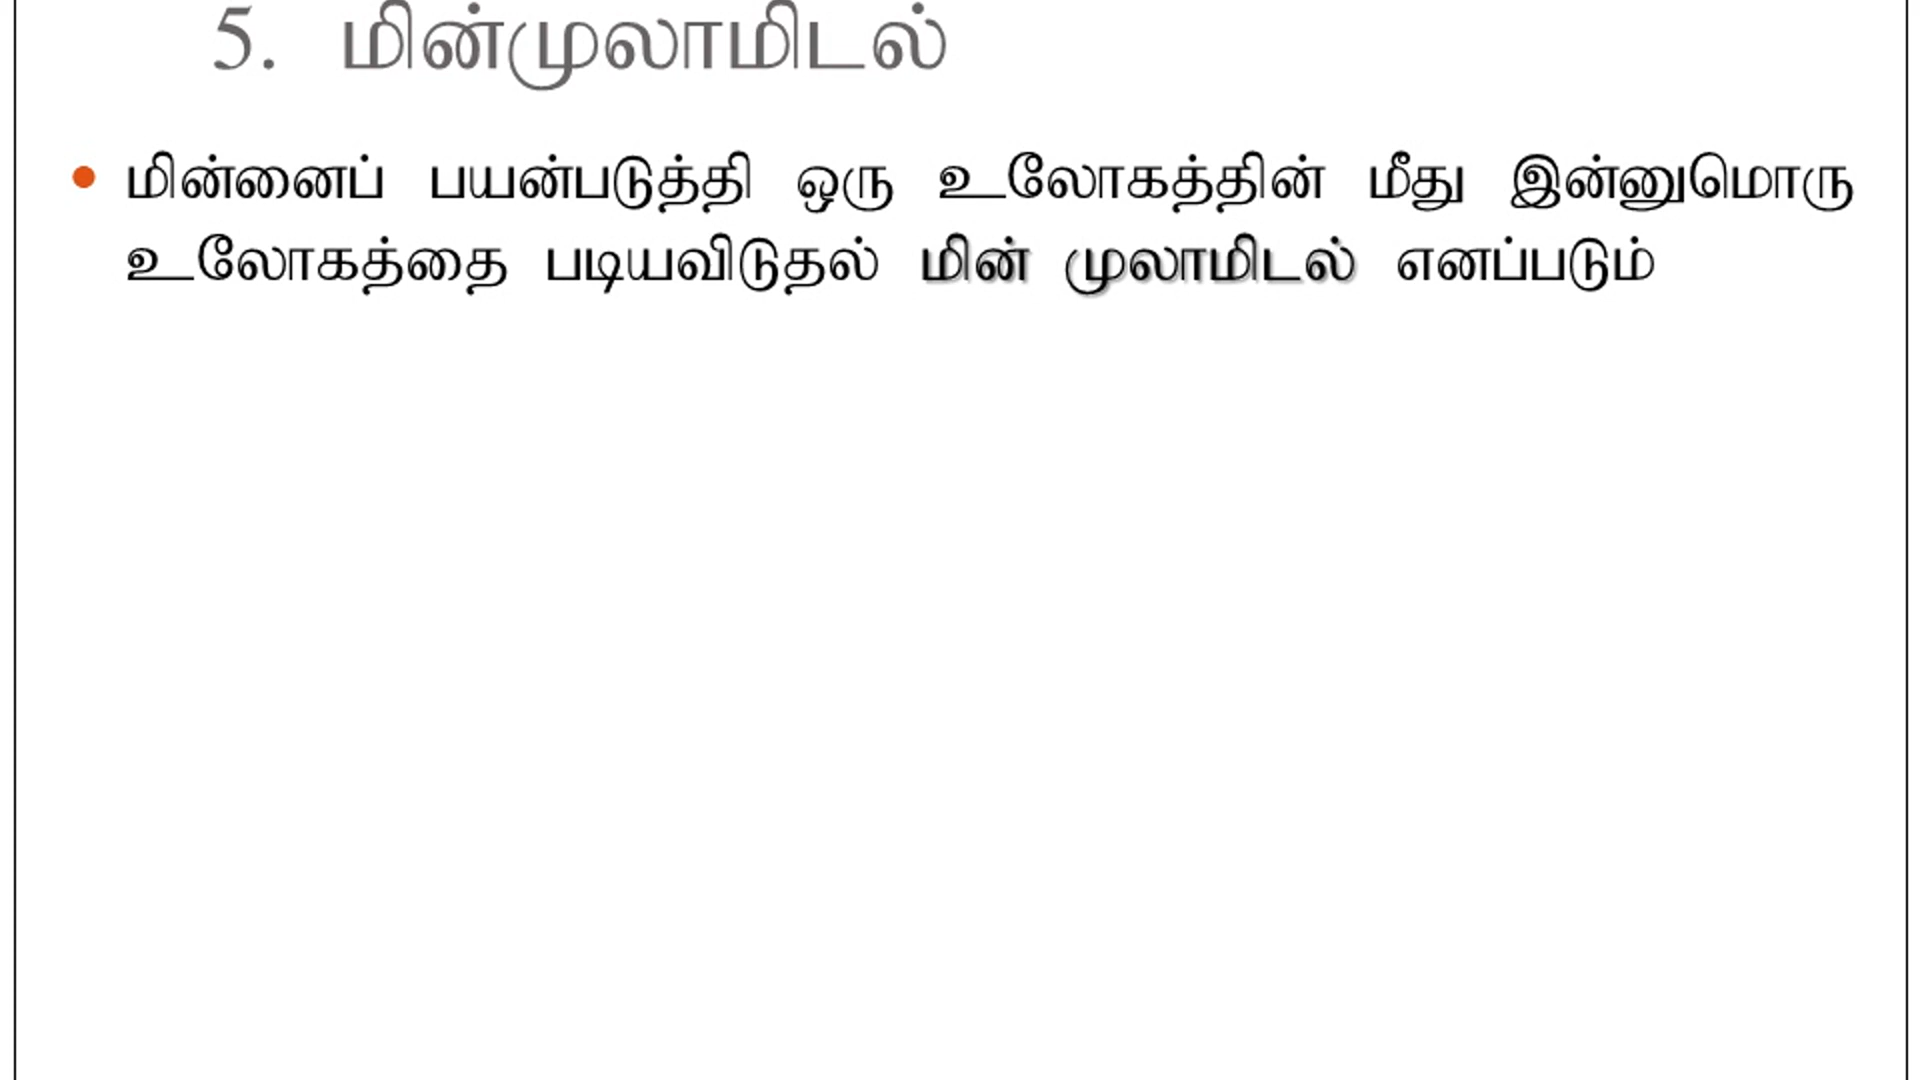 5. மின்முலாமிடல்
• மின்னைப் பயன்படுத்தி ஒரு உலோகத்தின் மீது இன்னுமொரு
உலோகத்தை படியவிடுதல் மின் முலாமிடல் எனப்படும்